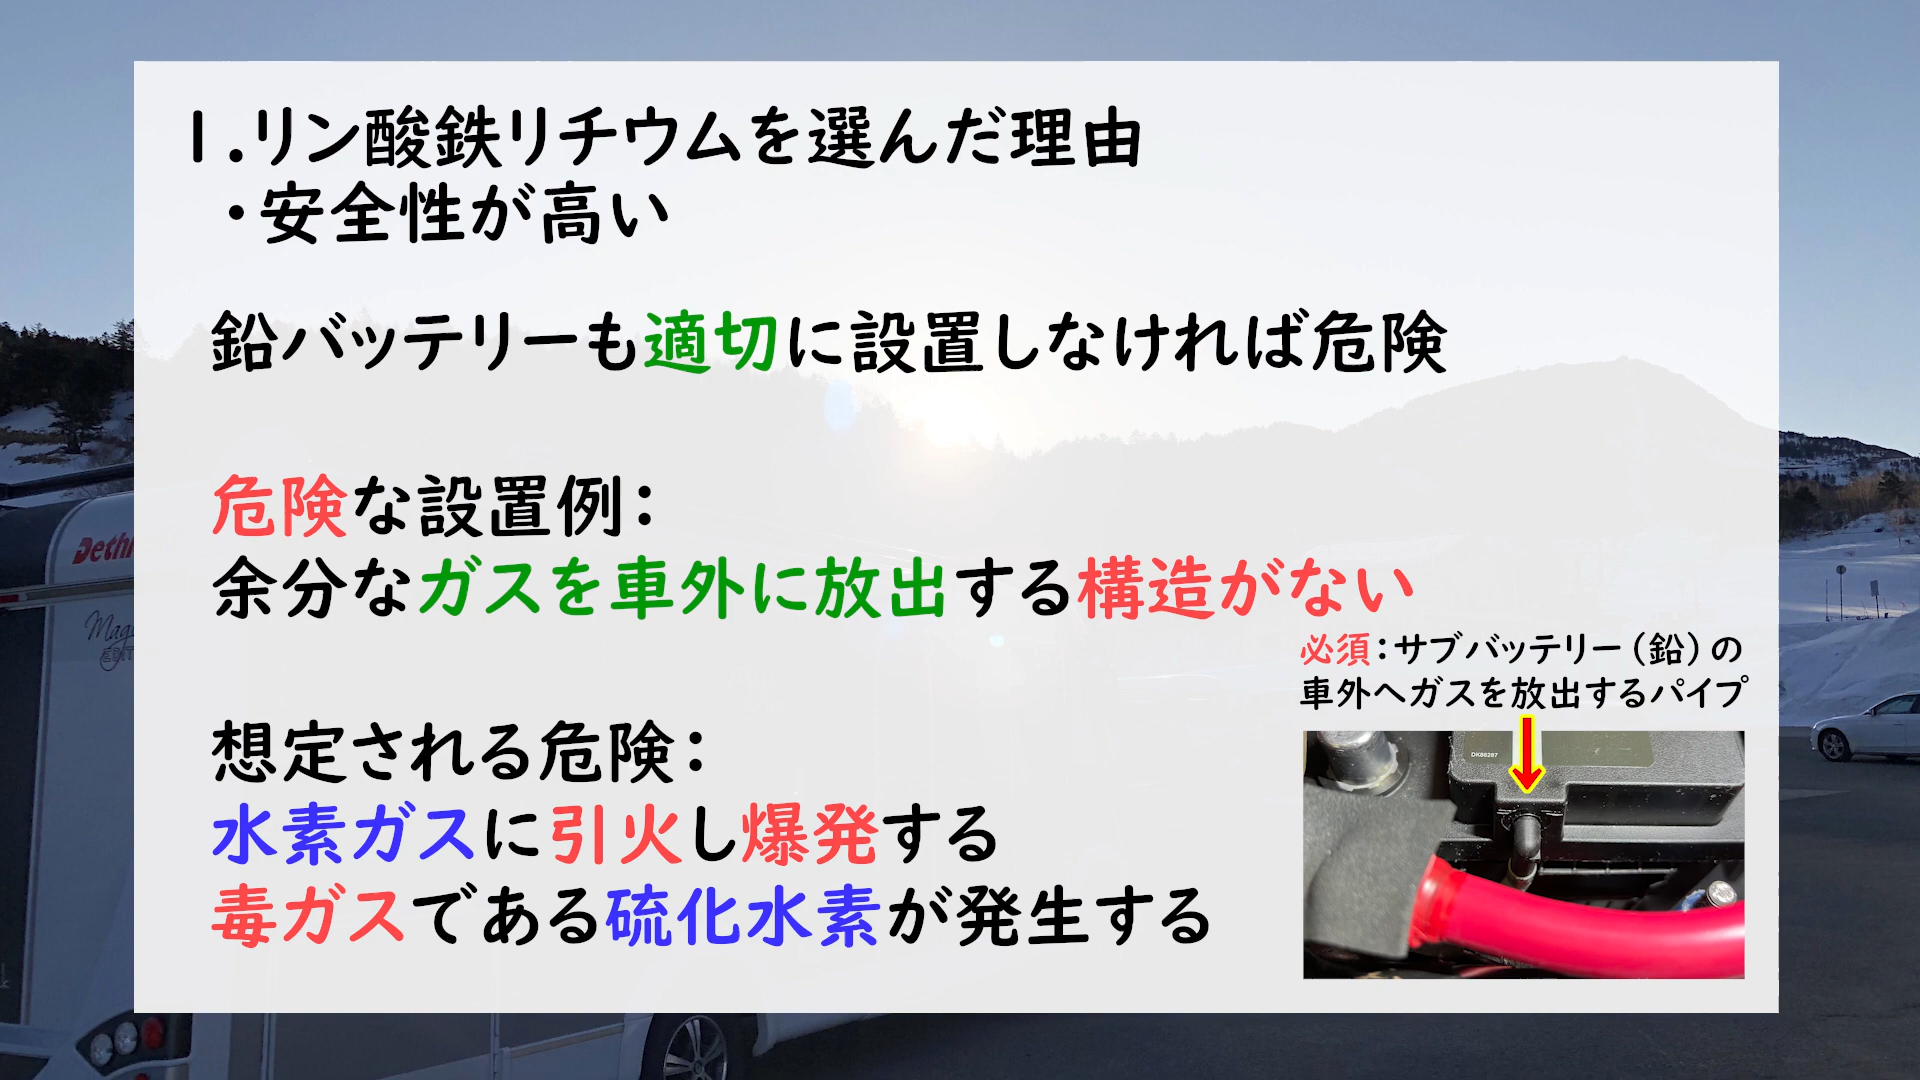 1.リン酸鉄リチウムを選んだ理由
・安全性が高い
鉛バッテリーも適切に設置しなければ危険
危険な設置例：
余分なガスを車外に放出する構造がない
必須：サブバッテリー（鉛）の
車外へガスを放出するパイプ
DK88287
想定される危険：
水素ガスに引火し爆発する
毒ガスである硫化水素が発生する
Deth
Mag
EDIT